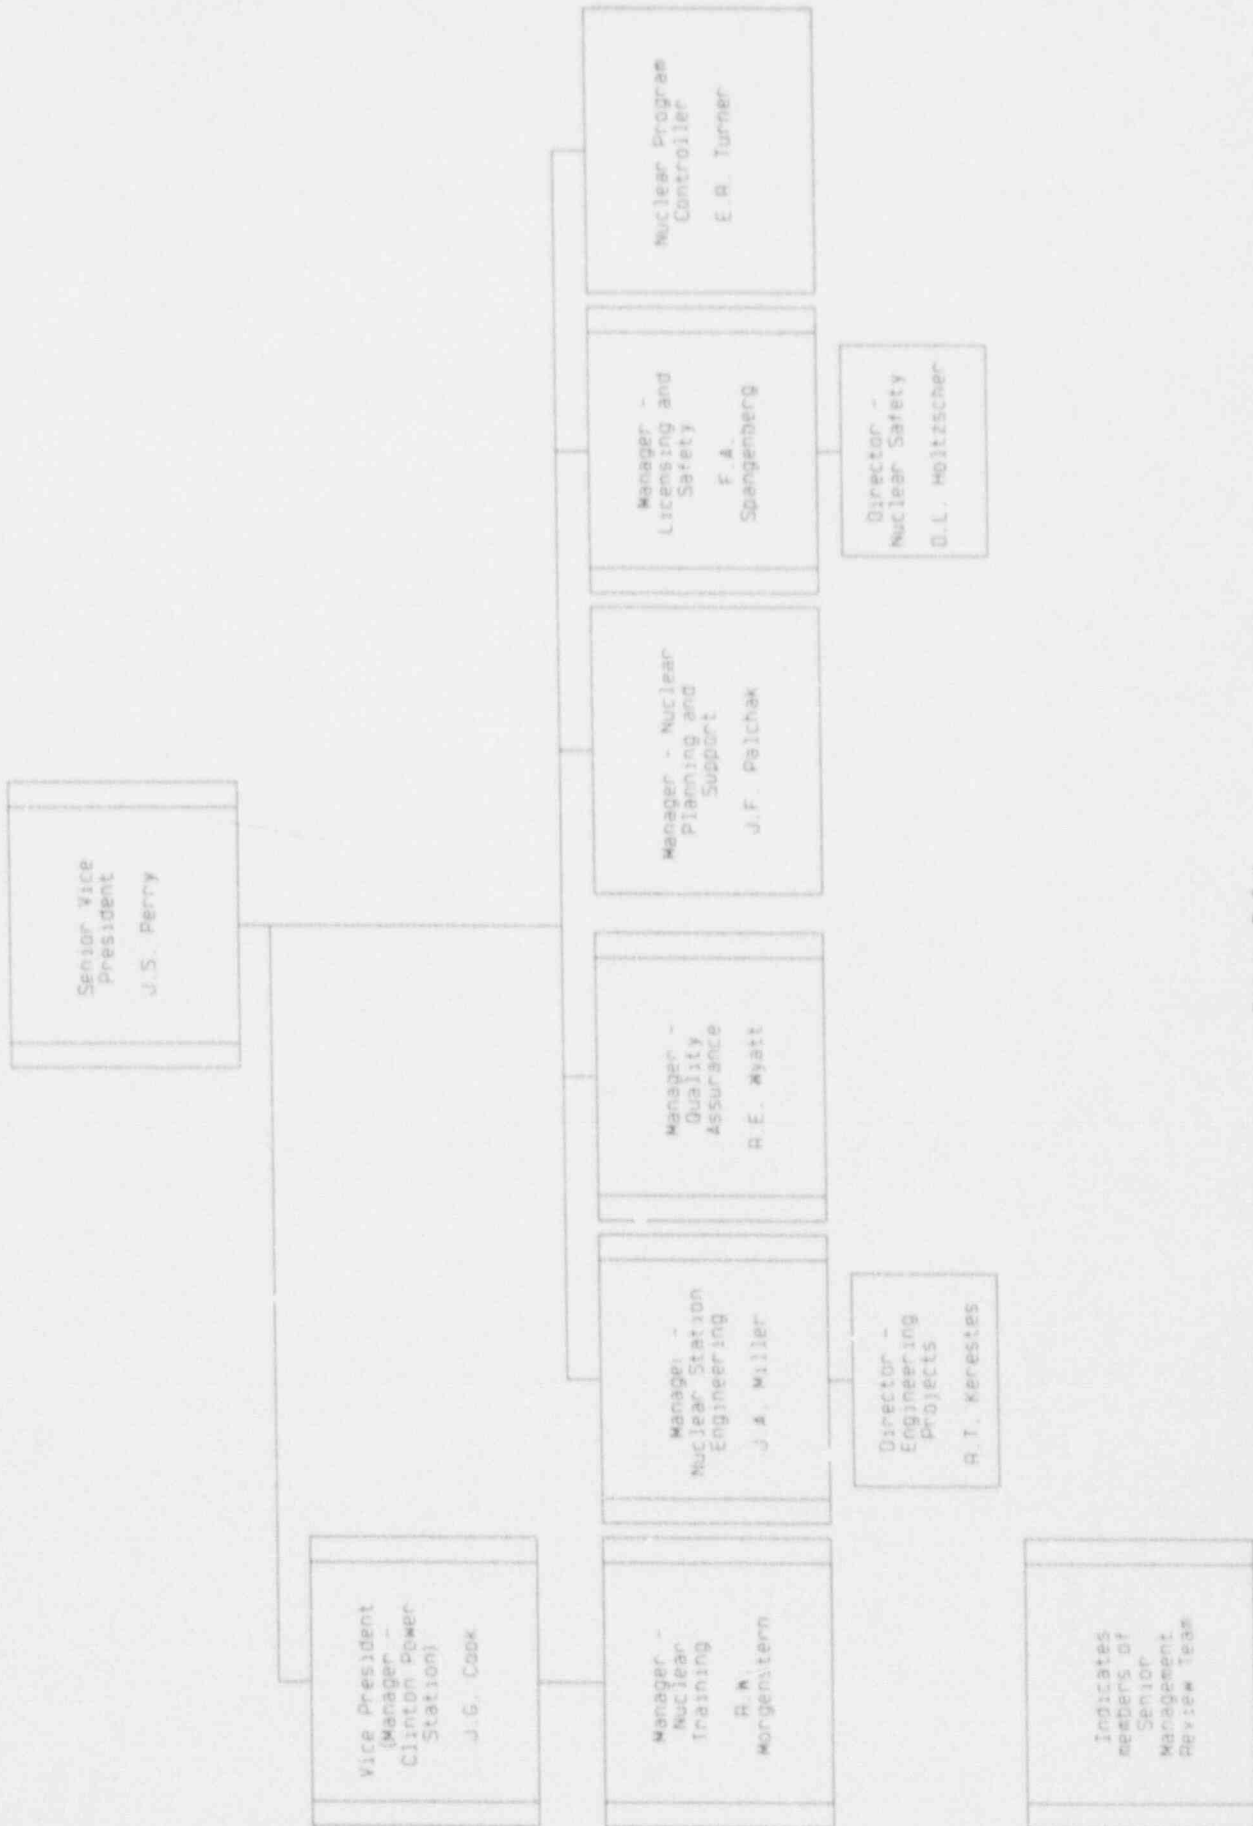 Senior Vice
President
J.S. Perry
Vice President
(Manager -
Clinton Power
Station)
J.G. Cook
Manager -
Nuclear
Training
R.W.
Morgenstern
Manager -
Nuclear Station
Engineering
J.A. Miller
Director -
Engineering
Projects
R.T. Kerestes
Manager -
Quality
Assurance
R.E. Wyatt
Manager - Nuclear
Planning and
Support
J.F. Palchak
Manager -
Licensing and
Safety
F.A.
Spangenberg
Director -
Nuclear Safety
D.L. Holtzscher
Nuclear Program
Controller
E.R. Turner
Indicates
members of
Senior
Management
Review Team